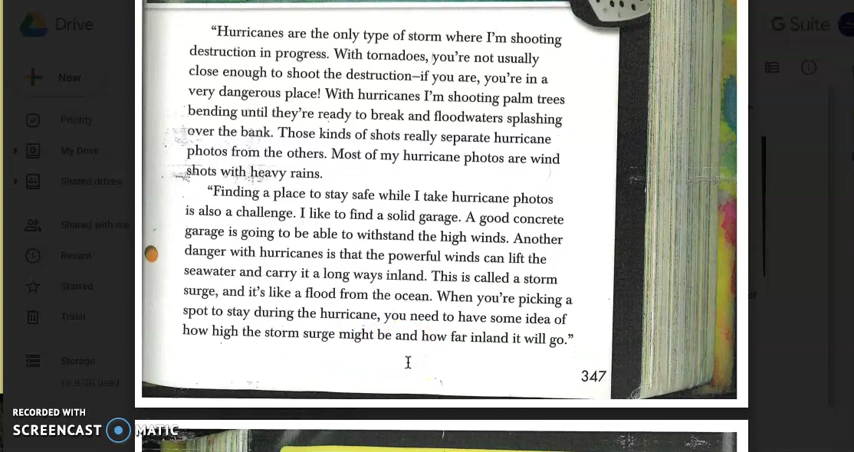 Drive
G Suite
New
Priority
My Drive
Shared drives
Shared with me
Recent
Starred
Trash
Storage
"Hurricanes are the only type of storm where I'm shooting
destruction in progress. With tornadoes, you're not usually
close enough to shoot the destruction—if you are, you're in a
very dangerous place! With hurricanes I'm shooting palm trees
bending until they're ready to break and floodwaters splashing
over the bank. Those kinds of shots really separate hurricane
photos from the others. Most of my hurricane photos are wind
shots with heavy rains.
"Finding a place to stay safe while I take hurricane photos
is also a challenge. I like to find a solid garage. A good concrete
garage is going to be able to withstand the high winds. Another
danger with hurricanes is that the powerful winds can lift the
seawater and carry it a long ways inland. This is called a storm
surge, and it's like a flood from the ocean. When you're picking a
spot to stay during the hurricane, you need to have some idea of
how high the storm surge might be and how far inland it will go."
347
RECORDED WITH
SCREENCAST MATIC